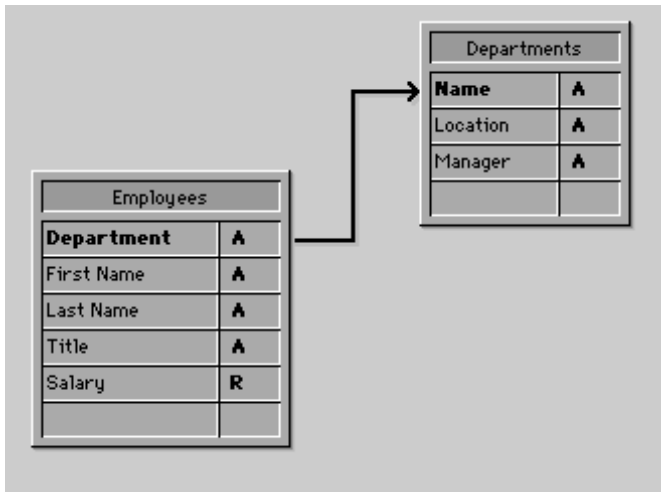 Departments
Name A
Location A
Manager A
Employees
Department A
First Name A
Last Name A
Title A
Salary R